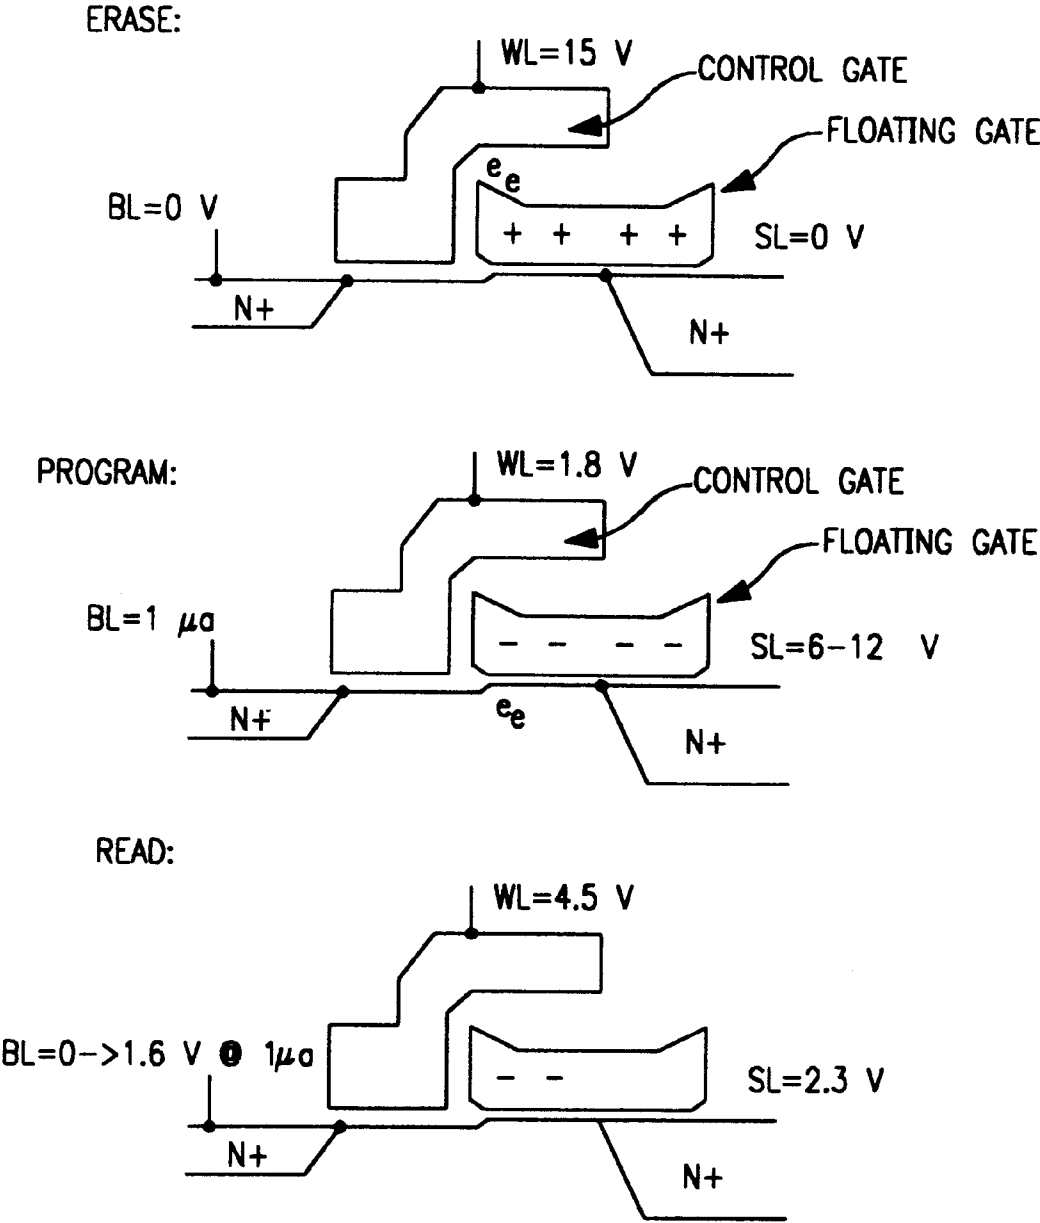 ERASE:
WL=15 V
CONTROL GATE
FLOATING GATE
e e
BL=0 V
+ + + +
SL=0 V
N+
N+
PROGRAM:
WL=1.8 V
CONTROL GATE
FLOATING GATE
BL=1 μa
− − − −
SL=6−12 V
e e
N+
N+
READ:
WL=4.5 V
BL=0−>1.6 V @ 1μa
− −
SL=2.3 V
N+
N+